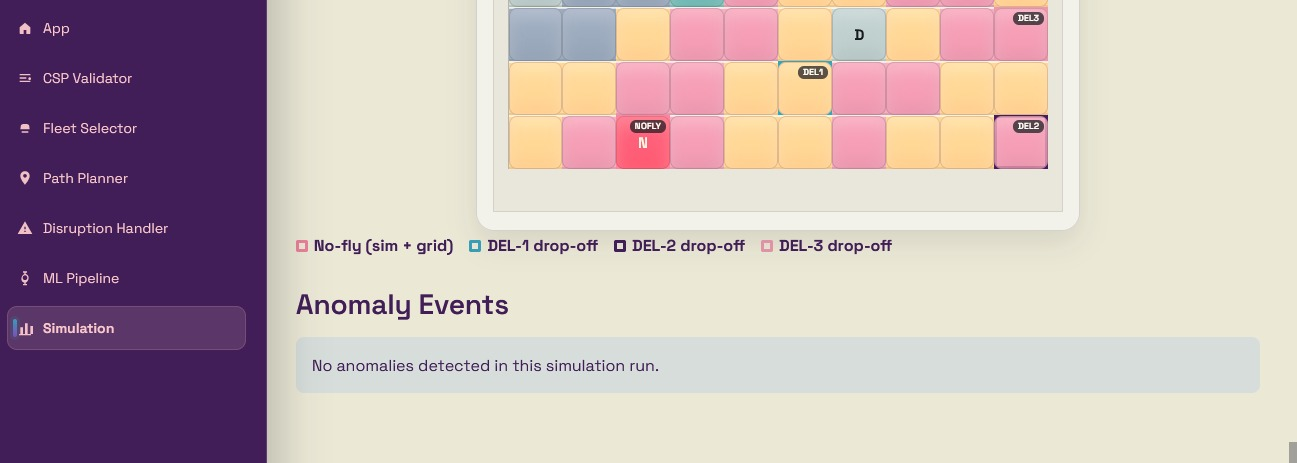 App
CSP Validator
Fleet Selector
Path Planner
Disruption Handler
ML Pipeline
Simulation
DEL3
D
DEL1
NOFLY
N
DEL2
No-fly (sim + grid)
DEL-1 drop-off
DEL-2 drop-off
DEL-3 drop-off
Anomaly Events
No anomalies detected in this simulation run.